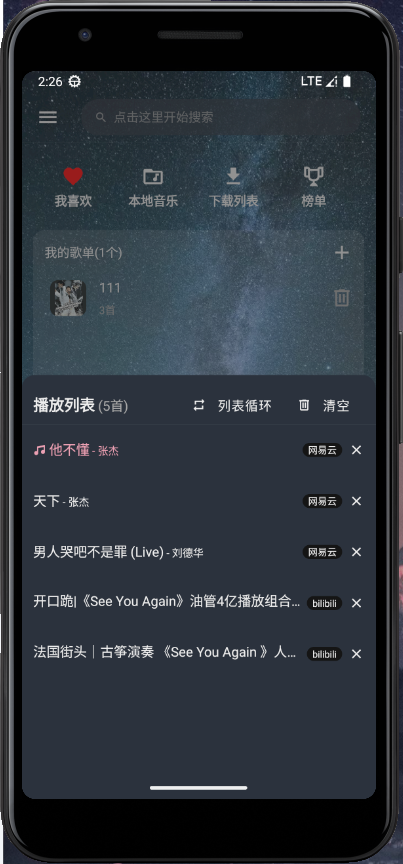 2:26 LTE
点击这里开始搜索
我喜欢 本地音乐 下载列表 榜单
我的歌单(1个)
111
3首
播放列表 (5首) 列表循环 清空
他不懂 - 张杰 网易云
天下 - 张杰 网易云
男人哭吧不是罪 (Live) - 刘德华 网易云
开口跪|《See You Again》油管4亿播放组合... bilibili
法国街头｜古筝演奏 《See You Again 》人... bilibili